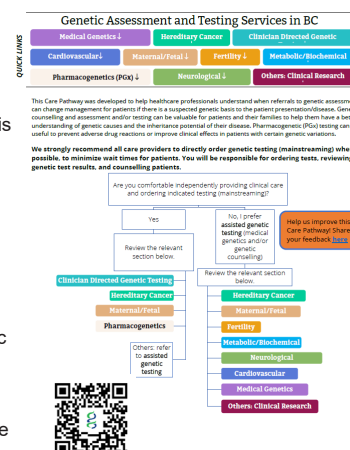 Genetic Assessment and Testing Services in BC
QUICK LINKS
Medical Genetics↓
Hereditary Cancer
Clinician Directed Genetic
Cardiovascular↓
Maternal/Fetal↓
Fertility↓
Metabolic/Biochemical
Pharmacogenetics (PGx)↓
Neurological↓
Others: Clinical Research
This Care Pathway was developed to help healthcare professionals understand when referrals to genetic assessm
can change management for patients if there is a suspected genetic basis to the patient presentation/disease. Gene
counselling and assessment and/or testing can be valuable for patients and their families to help them have a bet
understanding of genetic causes and the inheritance potential of their disease. Pharmacogenetic (PGx) testing can
useful to prevent adverse drug reactions or improve clinical effects in patients with certain genetic variations.
We strongly recommend all care providers to directly order genetic testing (mainstreaming) whe
possible, to minimize wait times for patients. You will be responsible for ordering tests, reviewing
genetic test results, and counselling patients.
is
Are you comfortable independently providing clinical care
and ordering indicated testing (mainstreaming)?
Yes
No, I prefer
assisted genetic
testing (medical
genetics and/or
genetic
counselling)
Help us improve this
Care Pathway! Share
your feedback here
Review the relevant
section below.
Review the relevant section
below.
Clinician Directed Genetic Testing
Hereditary Cancer
Maternal/Fetal
Pharmacogenetics
Others: refer
to assisted
genetic
testing
Hereditary Cancer
Maternal/Fetal
Fertility
Metabolic/Biochemical
Neurological
Cardiovascular
Medical Genetics
Others: Clinical Research
c
e